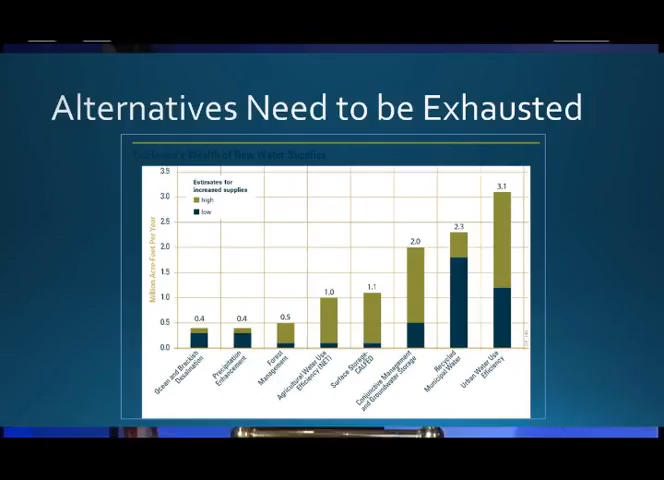 Alternatives Need to be Exhausted
Wealth of New Water Supplies
Estimates for
increased supplies
high
low
Million Acre-Feet Per Year
3.5
3.0
2.5
2.0
1.5
1.0
0.5
0.0
0.4
0.4
0.5
1.0
1.1
2.0
2.3
3.1
Ocean and Brackish
Desalination
Precipitation
Enhancement
Forest
Management
Agricultural Water Use
Efficiency (NET)
Surface Storage-
CALFED
Conjunctive Management
and Groundwater Storage
Recycled
Municipal Water
Urban Water Use
Efficiency